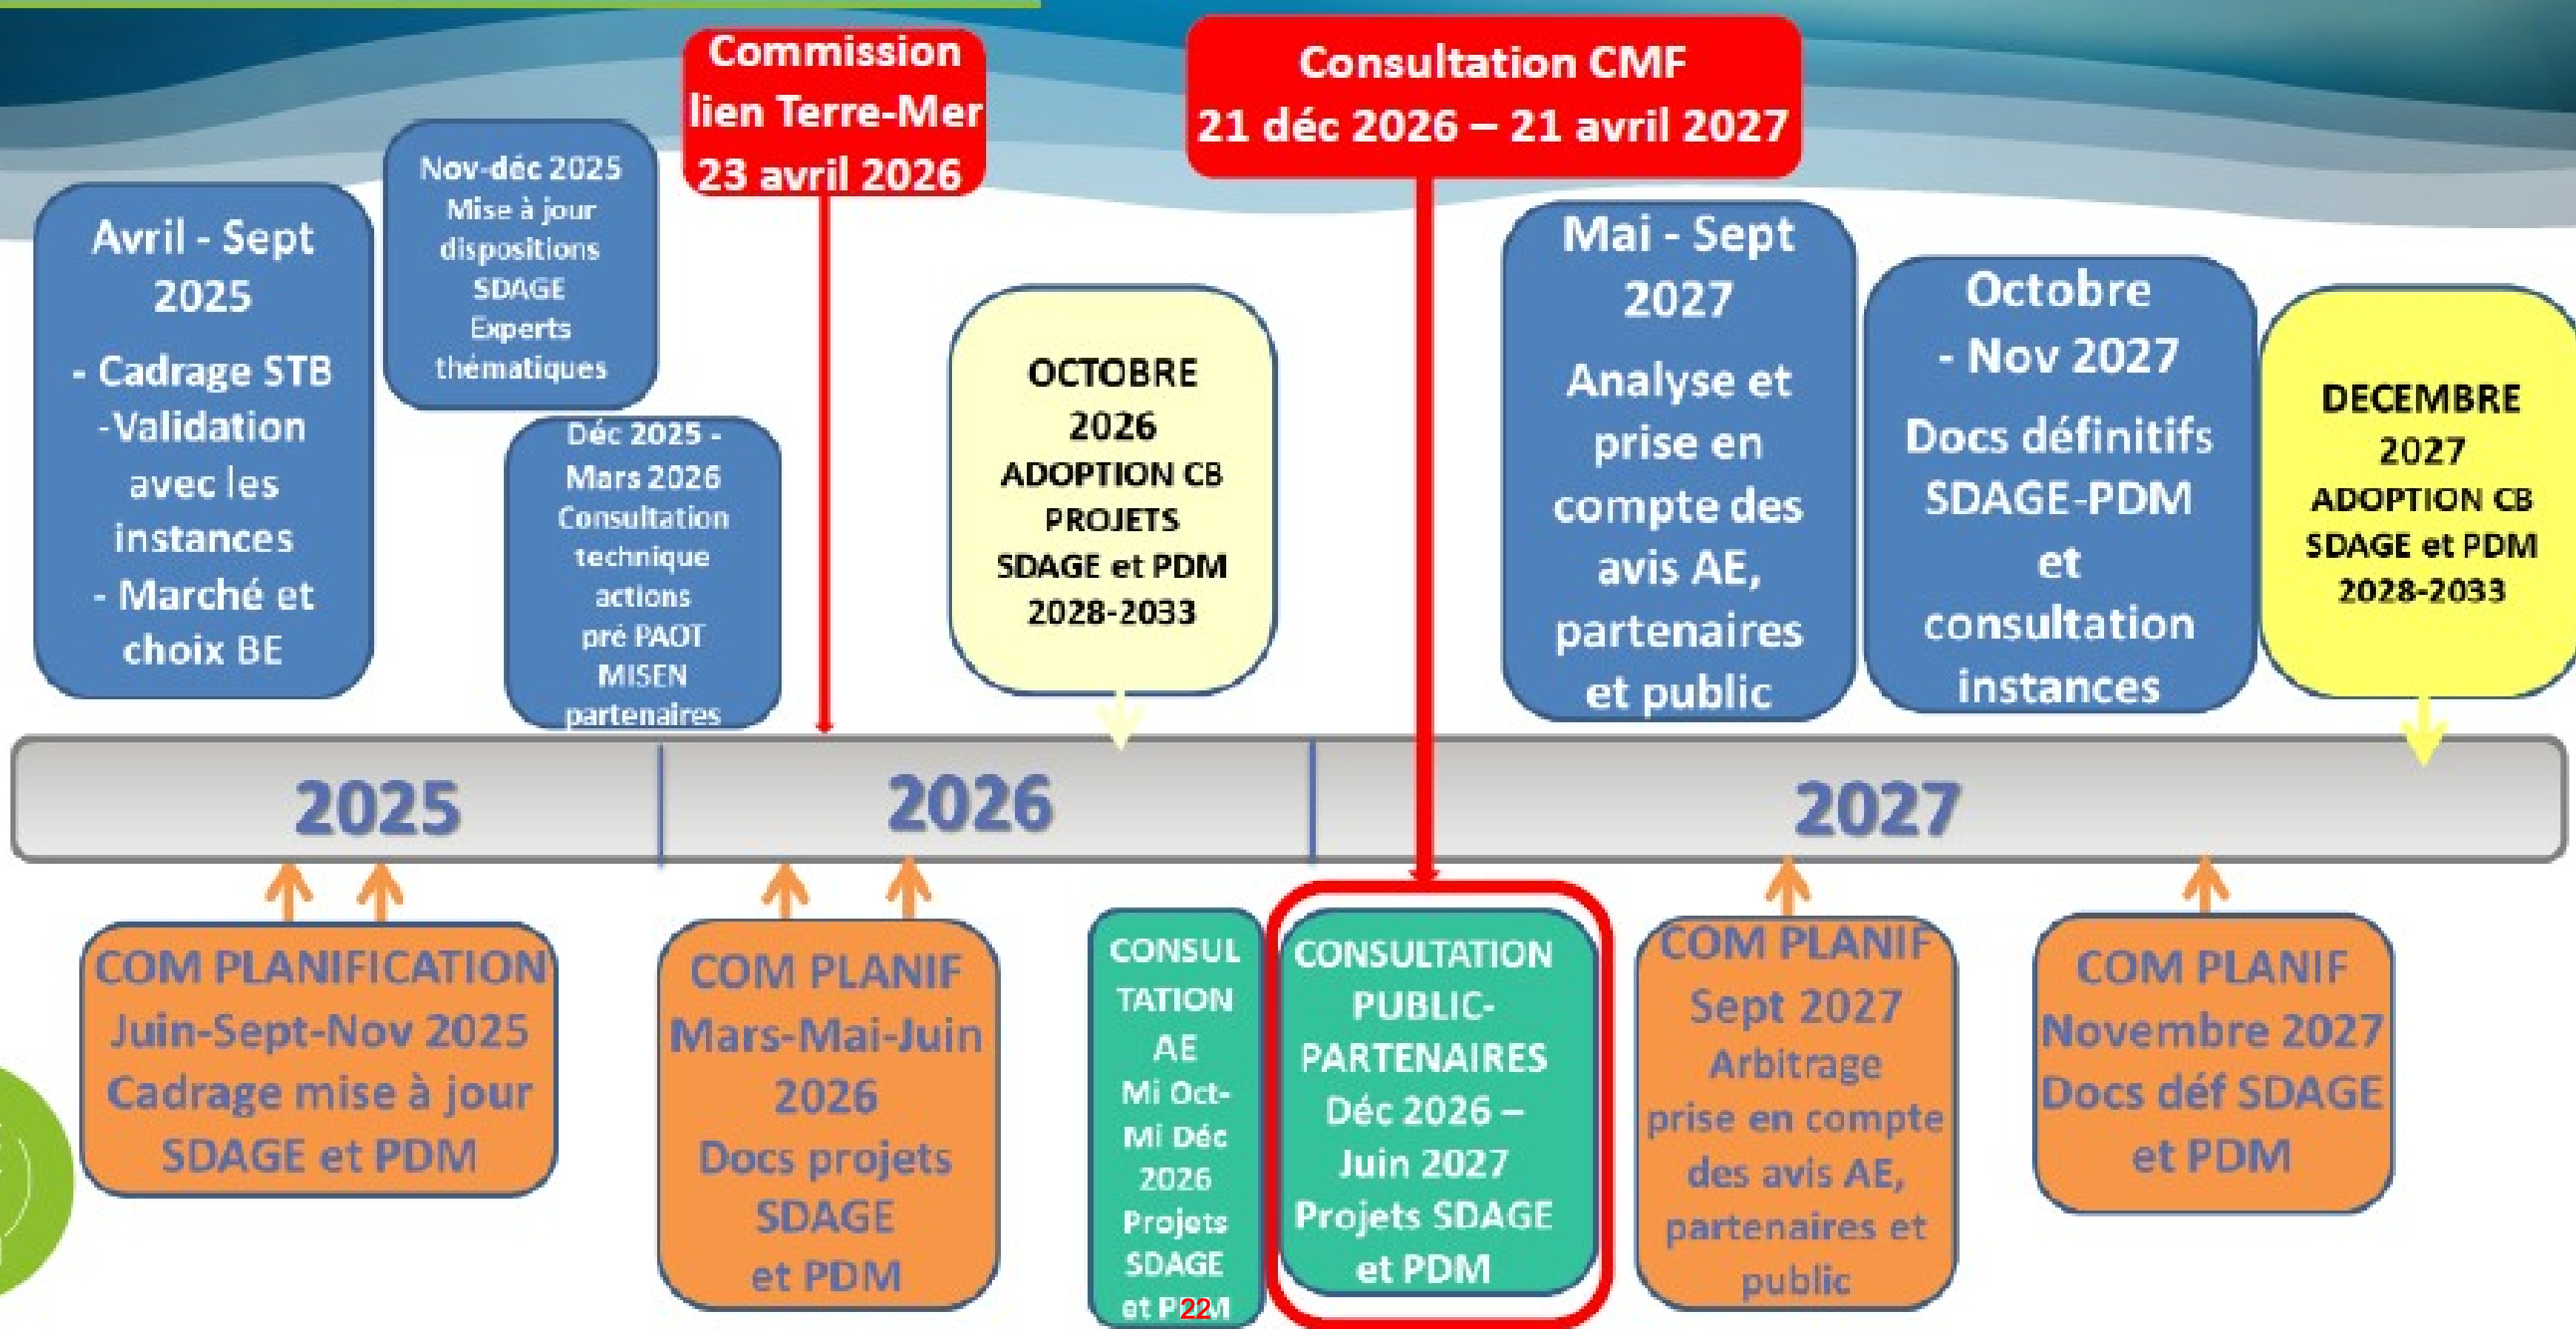 Commission
lien Terre-Mer
23 avril 2026
Consultation CMF
21 déc 2026 – 21 avril 2027
Avril - Sept
2025
- Cadrage STB
-Validation
avec les
instances
- Marché et
choix BE
Nov-déc 2025
Mise à jour
dispositions
SDAGE
Experts
thématiques
Déc 2025 -
Mars 2026
Consultation
technique
actions
pré PAOT
MISEN
partenaires
OCTOBRE
2026
ADOPTION CB
PROJETS
SDAGE et PDM
2028-2033
Mai - Sept
2027
Analyse et
prise en
compte des
avis AE,
partenaires
et public
Octobre
- Nov 2027
Docs définitifs
SDAGE-PDM
et
consultation
instances
DECEMBRE
2027
ADOPTION CB
SDAGE et PDM
2028-2033
2025
2026
2027
COM PLANIFICATION
Juin-Sept-Nov 2025
Cadrage mise à jour
SDAGE et PDM
COM PLANIF
Mars-Mai-Juin
2026
Docs projets
SDAGE
et PDM
CONSUL
TATION
AE
Mi Oct-
Mi Déc
2026
Projets
SDAGE
et PDM
22
CONSULTATION
PUBLIC-
PARTENAIRES
Déc 2026 –
Juin 2027
Projets SDAGE
et PDM
COM PLANIF
Sept 2027
Arbitrage
prise en compte
des avis AE,
partenaires et
public
COM PLANIF
Novembre 2027
Docs déf SDAGE
et PDM